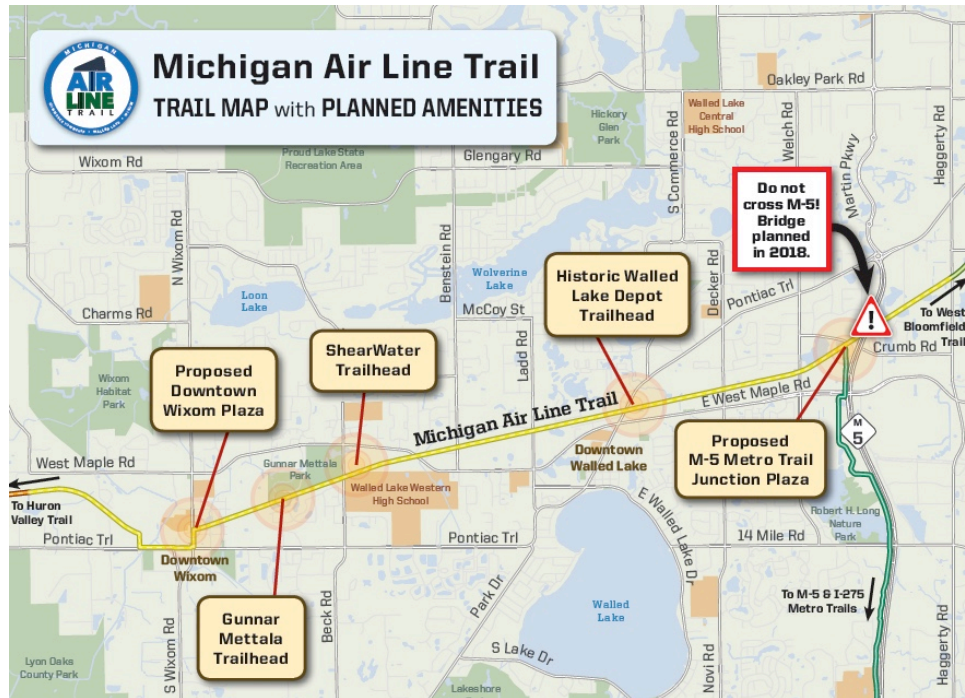 MICHIGAN
AIR
LINE
TRAIL
Michigan Air Line Trail
TRAIL MAP with PLANNED AMENITIES
Oakley Park Rd
Hickory
Glen
Park
Walled Lake
Central
High School
Wixom Rd
Proud Lake State
Recreation Area
Glengary Rd
S Commerce Rd
Welch Rd
Martin Pkwy
Haggerty Rd
Do not
cross M-5!
Bridge
planned
in 2018.
N Wixom Rd
Benstein Rd
Wolverine
Lake
Loon
Lake
Historic Walled
Lake Depot
Trailhead
Decker Rd
Pontiac Trl
Charms Rd
McCoy St
!
To West
Bloomfield
Trail
Crumb Rd
Ladd Rd
ShearWater
Trailhead
Proposed
Downtown
Wixom Plaza
Wixom
Habitat
Park
Michigan Air Line Trail
E West Maple Rd
M
5
Proposed
M-5 Metro Trail
Junction Plaza
Downtown
Walled Lake
West Maple Rd
Gunnar Mettala
Park
Walled Lake Western
High School
To Huron
Valley Trail
E Walled Lake Dr
Robert H. Long
Nature
Park
Pontiac Trl
Pontiac Trl
14 Mile Rd
Downtown
Wixom
Gunnar
Mettala
Trailhead
Beck Rd
Park Dr
Walled
Lake
To M-5 & I-275
Metro Trails
S Wixom Rd
S Lake Dr
Novi Rd
Haggerty Rd
Lyon Oaks
County Park
Lakeshore